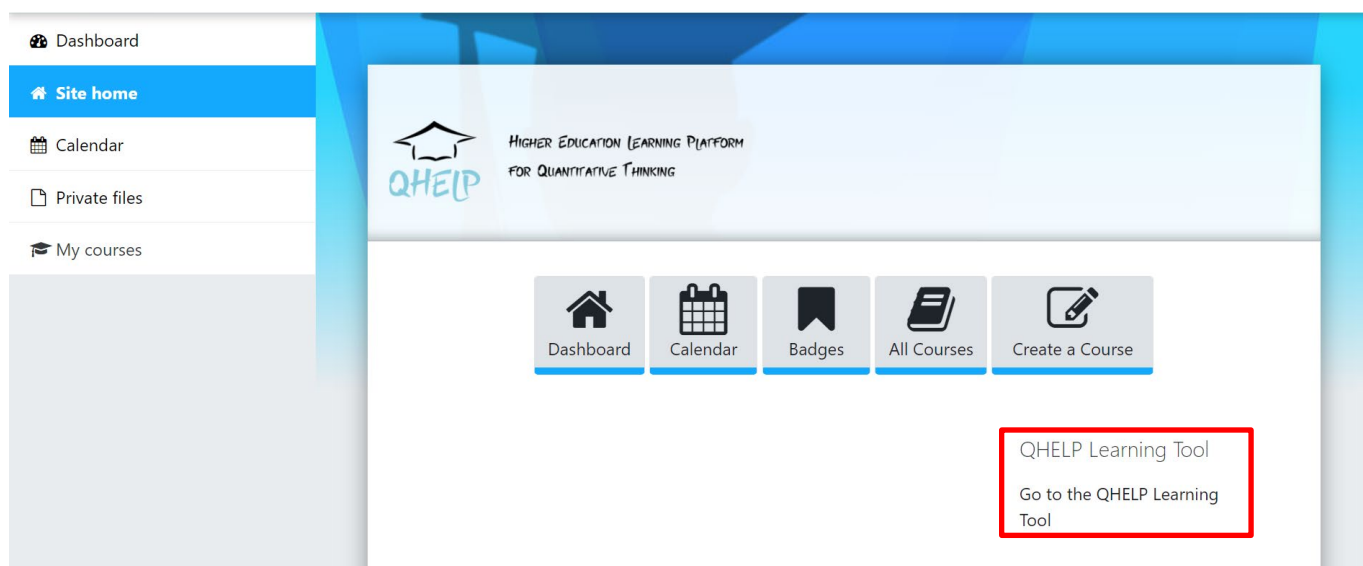 Dashboard
Site home
Calendar
Private files
My courses
QHELP
Higher Education Learning Platform
for Quantitative Thinking
Dashboard
Calendar
Badges
All Courses
Create a Course
QHELP Learning Tool
Go to the QHELP Learning
Tool